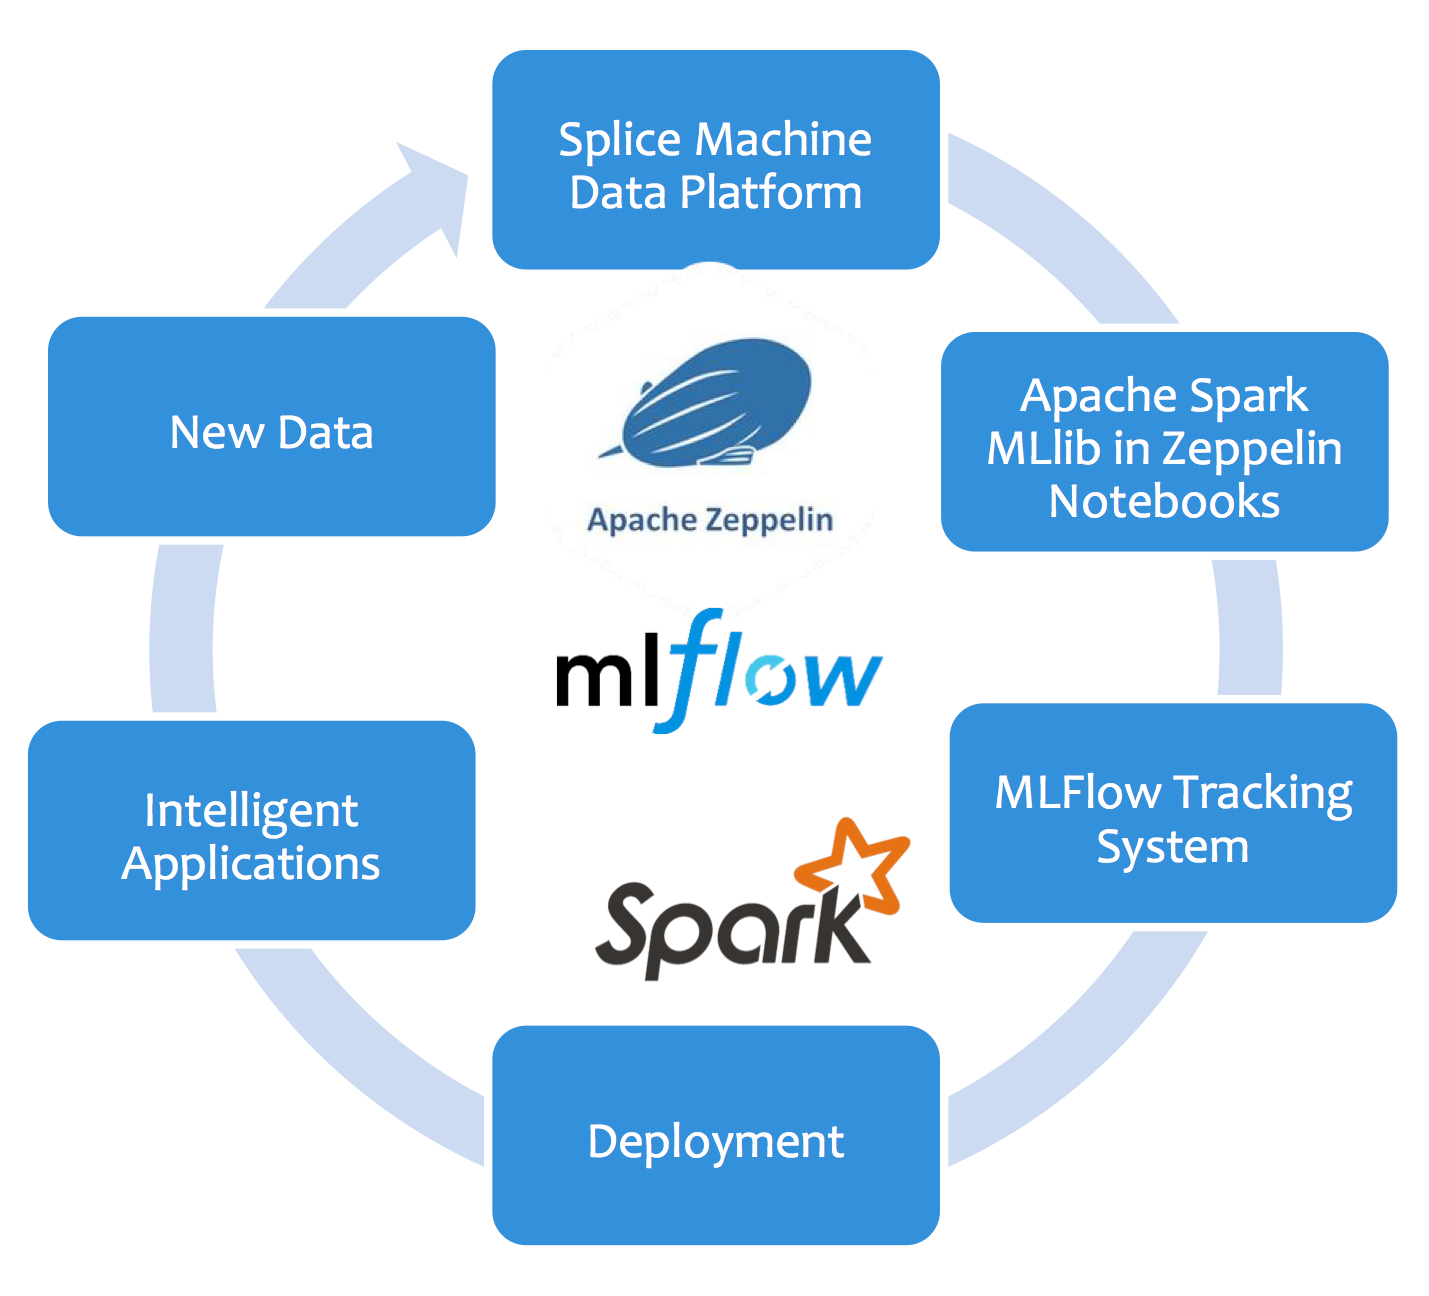 Splice Machine
Data Platform
Apache Spark
MLlib in Zeppelin
Notebooks
MLFlow Tracking
System
Deployment
Intelligent
Applications
New Data
Apache Zeppelin
mlflow
Spark